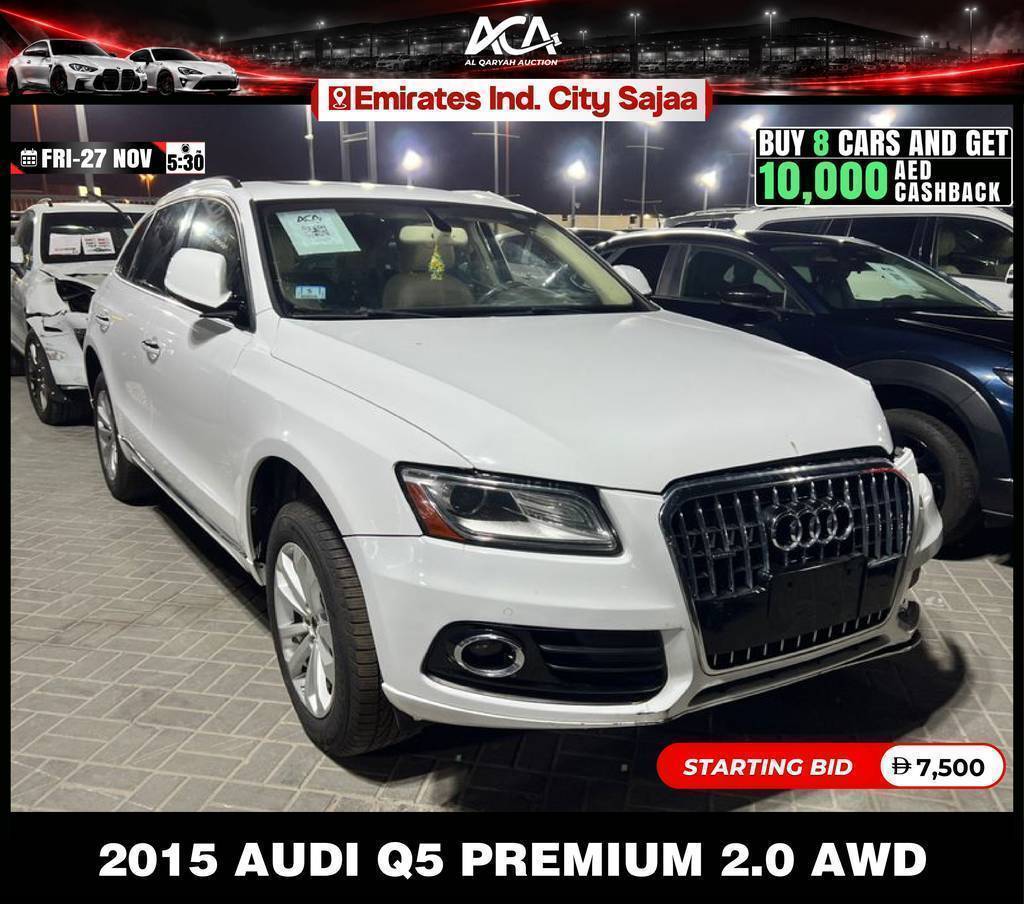 ACA
AL QARYAH AUCTION
Emirates Ind. City Sajaa
FRI-27 NOV 5:30
BUY 8 CARS AND GET
10,000 AED CASHBACK
ACA
STARTING BID 7,500
2015 AUDI Q5 PREMIUM 2.0 AWD